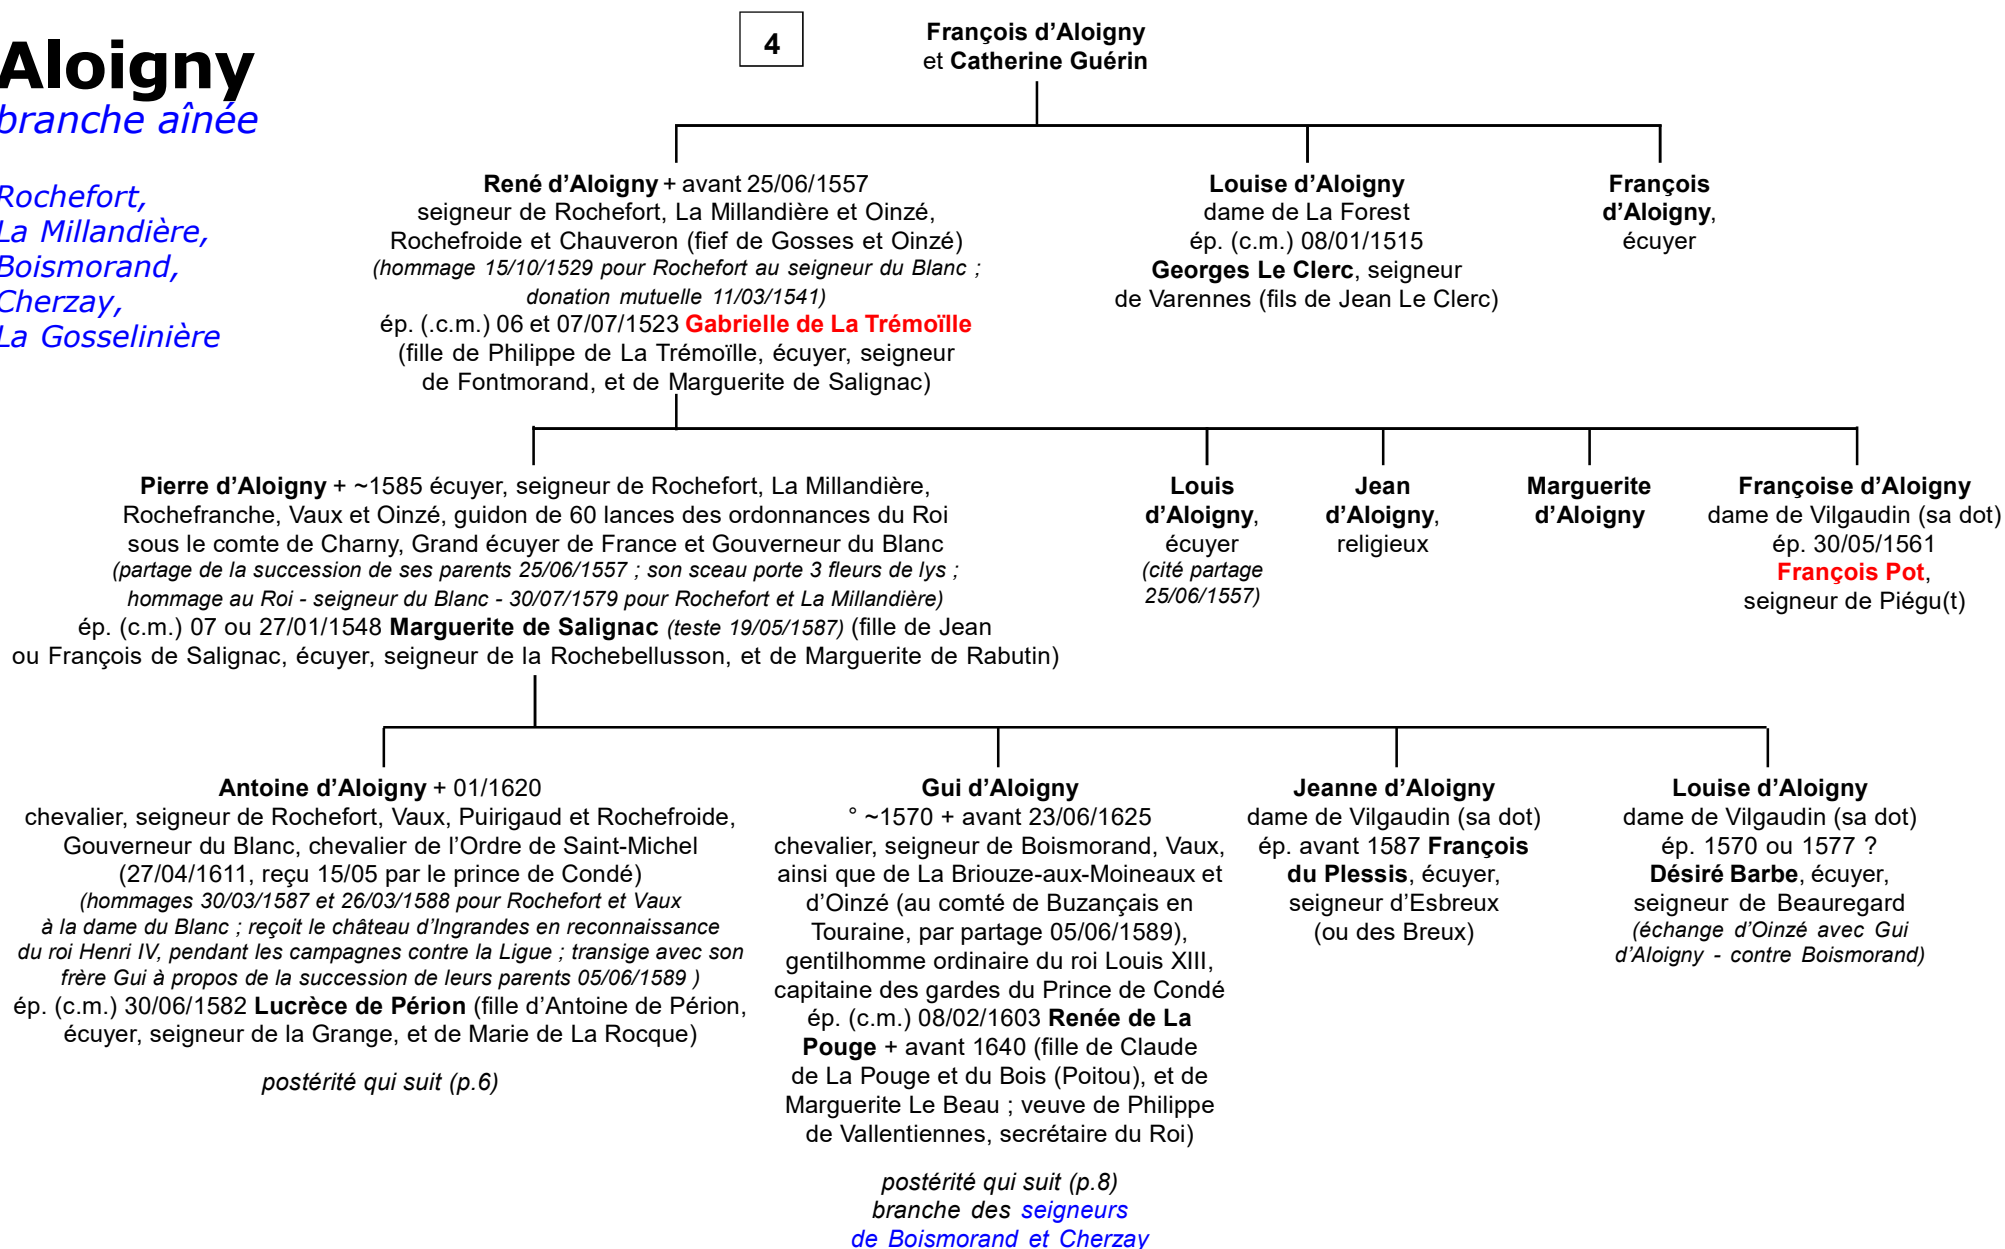 Aloigny
branche aînée
Rochefort,
La Millandière,
Boismorand,
Cherzay,
La Gosselinière
4
François d’Aloigny
et Catherine Guérin
René d’Aloigny + avant 25/06/1557
seigneur de Rochefort, La Millandière et Oinzé,
Rochefroide et Chauveron (fief de Gosses et Oinzé)
(hommage 15/10/1529 pour Rochefort au seigneur du Blanc ;
donation mutuelle 11/03/1541)
ép. (.c.m.) 06 et 07/07/1523 Gabrielle de La Trémoïlle
(fille de Philippe de La Trémoïlle, écuyer, seigneur
de Fontmorand, et de Marguerite de Salignac)
Louise d’Aloigny
dame de La Forest
ép. (c.m.) 08/01/1515
Georges Le Clerc, seigneur
de Varennes (fils de Jean Le Clerc)
François
d’Aloigny,
écuyer
Pierre d’Aloigny + ~1585 écuyer, seigneur de Rochefort, La Millandière,
Rochefranche, Vaux et Oinzé, guidon de 60 lances des ordonnances du Roi
sous le comte de Charny, Grand écuyer de France et Gouverneur du Blanc
(partage de la succession de ses parents 25/06/1557 ; son sceau porte 3 fleurs de lys ;
hommage au Roi - seigneur du Blanc - 30/07/1579 pour Rochefort et La Millandière)
ép. (c.m.) 07 ou 27/01/1548 Marguerite de Salignac (teste 19/05/1587) (fille de Jean
ou François de Salignac, écuyer, seigneur de la Rochebellusson, et de Marguerite de Rabutin)
Louis
d’Aloigny,
écuyer
(cité partage
25/06/1557)
Jean
d’Aloigny,
religieux
Marguerite
d’Aloigny
Françoise d’Aloigny
dame de Vilgaudin (sa dot)
ép. 30/05/1561
François Pot,
seigneur de Piégu(t)
Antoine d’Aloigny + 01/1620
chevalier, seigneur de Rochefort, Vaux, Puirigaud et Rochefroide,
Gouverneur du Blanc, chevalier de l’Ordre de Saint-Michel
(27/04/1611, reçu 15/05 par le prince de Condé)
(hommages 30/03/1587 et 26/03/1588 pour Rochefort et Vaux
à la dame du Blanc ; reçoit le château d’Ingrandes en reconnaissance
du roi Henri IV, pendant les campagnes contre la Ligue ; transige avec son
frère Gui à propos de la succession de leurs parents 05/06/1589 )
ép. (c.m.) 30/06/1582 Lucrèce de Périon (fille d’Antoine de Périon,
écuyer, seigneur de la Grange, et de Marie de La Rocque)
postérité qui suit (p.6)
Gui d’Aloigny
° ~1570 + avant 23/06/1625
chevalier, seigneur de Boismorand, Vaux,
ainsi que de La Briouze-aux-Moineaux et
d’Oinzé (au comté de Buzançais en
Touraine, par partage 05/06/1589),
gentilhomme ordinaire du roi Louis XIII,
capitaine des gardes du Prince de Condé
ép. (c.m.) 08/02/1603 Renée de La
Pouge + avant 1640 (fille de Claude
de La Pouge et du Bois (Poitou), et de
Marguerite Le Beau ; veuve de Philippe
de Vallentiennes, secrétaire du Roi)
postérité qui suit (p.8)
branche des seigneurs
de Boismorand et Cherzay
Jeanne d’Aloigny
dame de Vilgaudin (sa dot)
ép. avant 1587 François
du Plessis, écuyer,
seigneur d’Esbreux
(ou des Breux)
Louise d’Aloigny
dame de Vilgaudin (sa dot)
ép. 1570 ou 1577 ?
Désiré Barbe, écuyer,
seigneur de Beauregard
(échange d’Oinzé avec Gui
d’Aloigny - contre Boismorand)